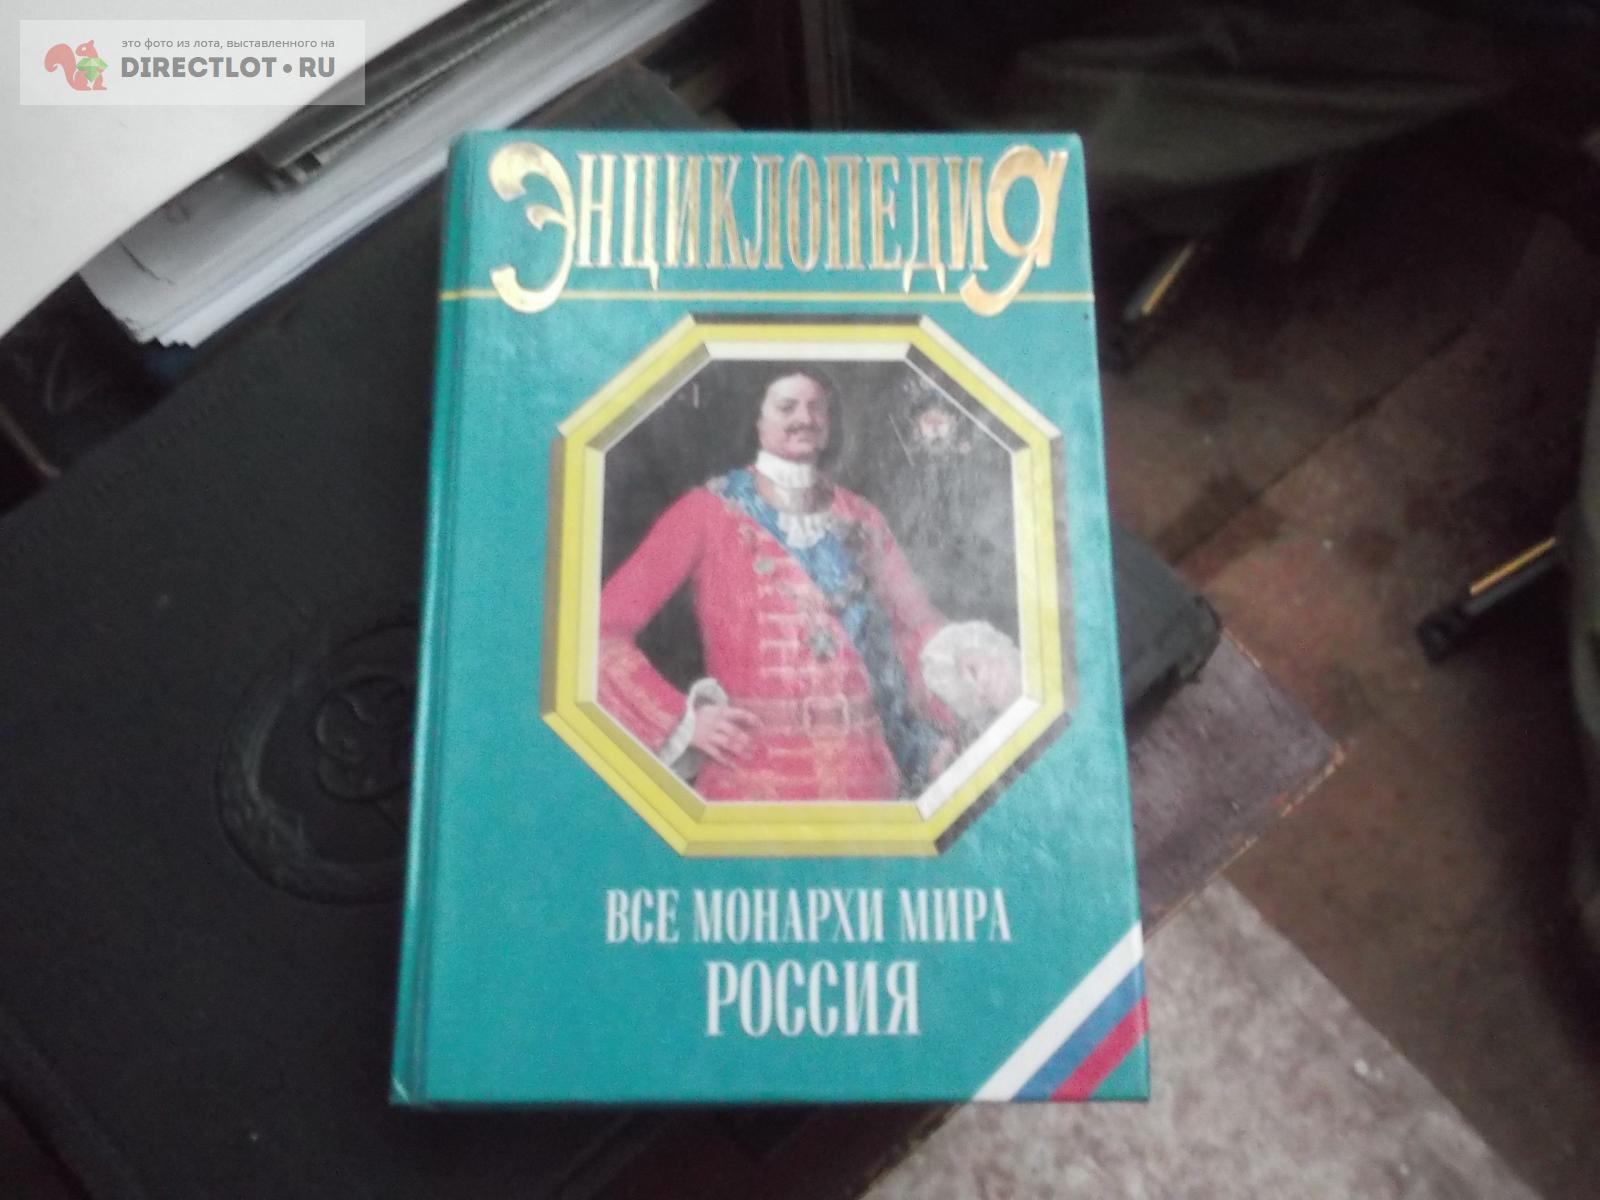 это фото из лота, выставленного на
DIRECTLOT•RU
ЭНЦИКЛОПЕДИЯ
ВСЕ МОНАРХИ МИРА
РОССИЯ